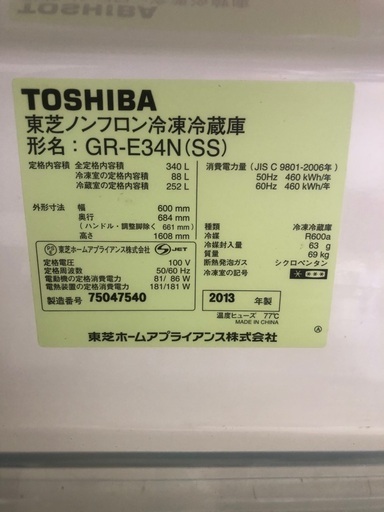 TOSHIBA
東芝ノンフロン冷凍冷蔵庫
形名：GR-E34N(SS)
定格内容積 全定格内容積 340 L
冷凍室の定格内容積 88 L
冷蔵室の定格内容積 252 L
消費電力量（JIS C 9801-2006年）
50Hz 460 kWh/年
60Hz 460 kWh/年
外形寸法 幅 600 mm
奥行 684 mm
（ハンドル・調整脚除く 661 mm）
高さ 1608 mm
種類 冷凍冷蔵庫
冷媒 R600a
冷媒封入量 63 g
質量 69 kg
断熱発泡ガス シクロペンタン
冷凍室の記号
東芝ホームアプライアンス株式会社 JET
定格電圧 100 V
定格周波数 50/60 Hz
電動機の定格消費電力 81/ 86 W
電熱装置の定格消費電力 181/181 W
製造番号 75047540
2013 年製
温度ヒューズ 77℃
MADE IN CHINA
A
東芝ホームアプライアンス株式会社